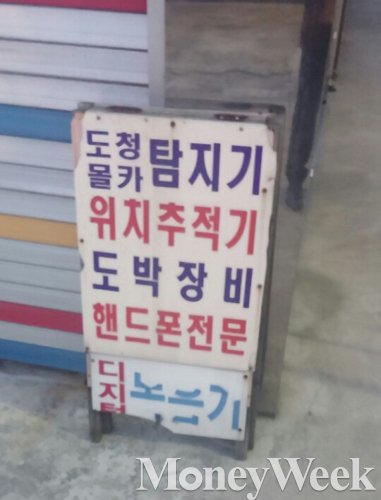 도청
몰카 탐지기
위치추적기
도박장비
핸드폰전문
디지털
녹음기
MoneyWeek